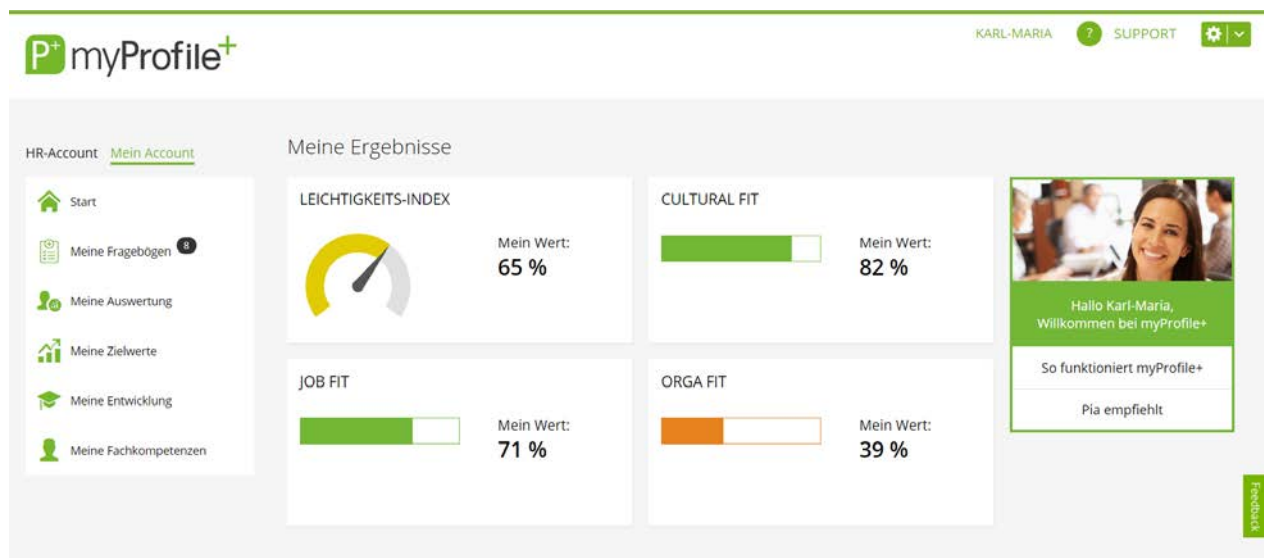 P+ myProfile+
KARL-MARIA ? SUPPORT
HR-Account Mein Account
Start
Meine Fragebögen 8
Meine Auswertung
Meine Zielwerte
Meine Entwicklung
Meine Fachkompetenzen
Meine Ergebnisse
LEICHTIGKEITS-INDEX
Mein Wert:
65 %
CULTURAL FIT
Mein Wert:
82 %
JOB FIT
Mein Wert:
71 %
ORGA FIT
Mein Wert:
39 %
Hallo Karl-Maria,
Willkommen bei myProfile+
So funktioniert myProfile+
Pia empfiehlt
Feedback